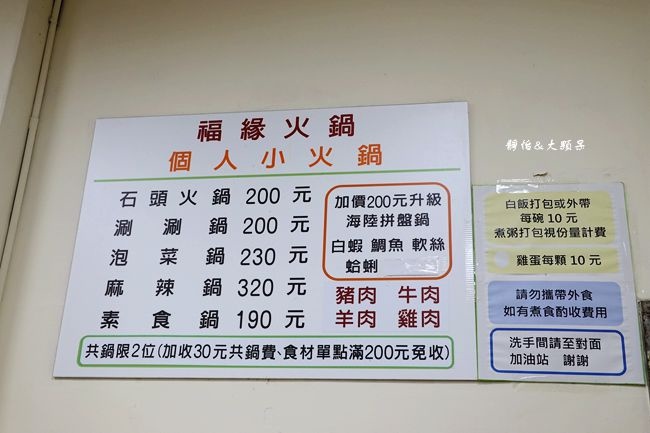 福緣火鍋
個人小火鍋
石頭火鍋 200 元
涮涮鍋 200 元
泡菜鍋 230 元
麻辣鍋 320 元
素食鍋 190 元
加價200元升級
海陸拼盤鍋
白蝦 鯛魚 軟絲
蛤蜊
豬肉 牛肉
羊肉 雞肉
共鍋限2位(加收30元共鍋費、食材單點滿200元免收)
靜怡&大顆呆
白飯打包或外帶
每碗 10 元
煮粥打包視份量計費
雞蛋每顆 10 元
請勿攜帶外食
如有煮食酌收費用
洗手間請至對面
加油站 謝謝